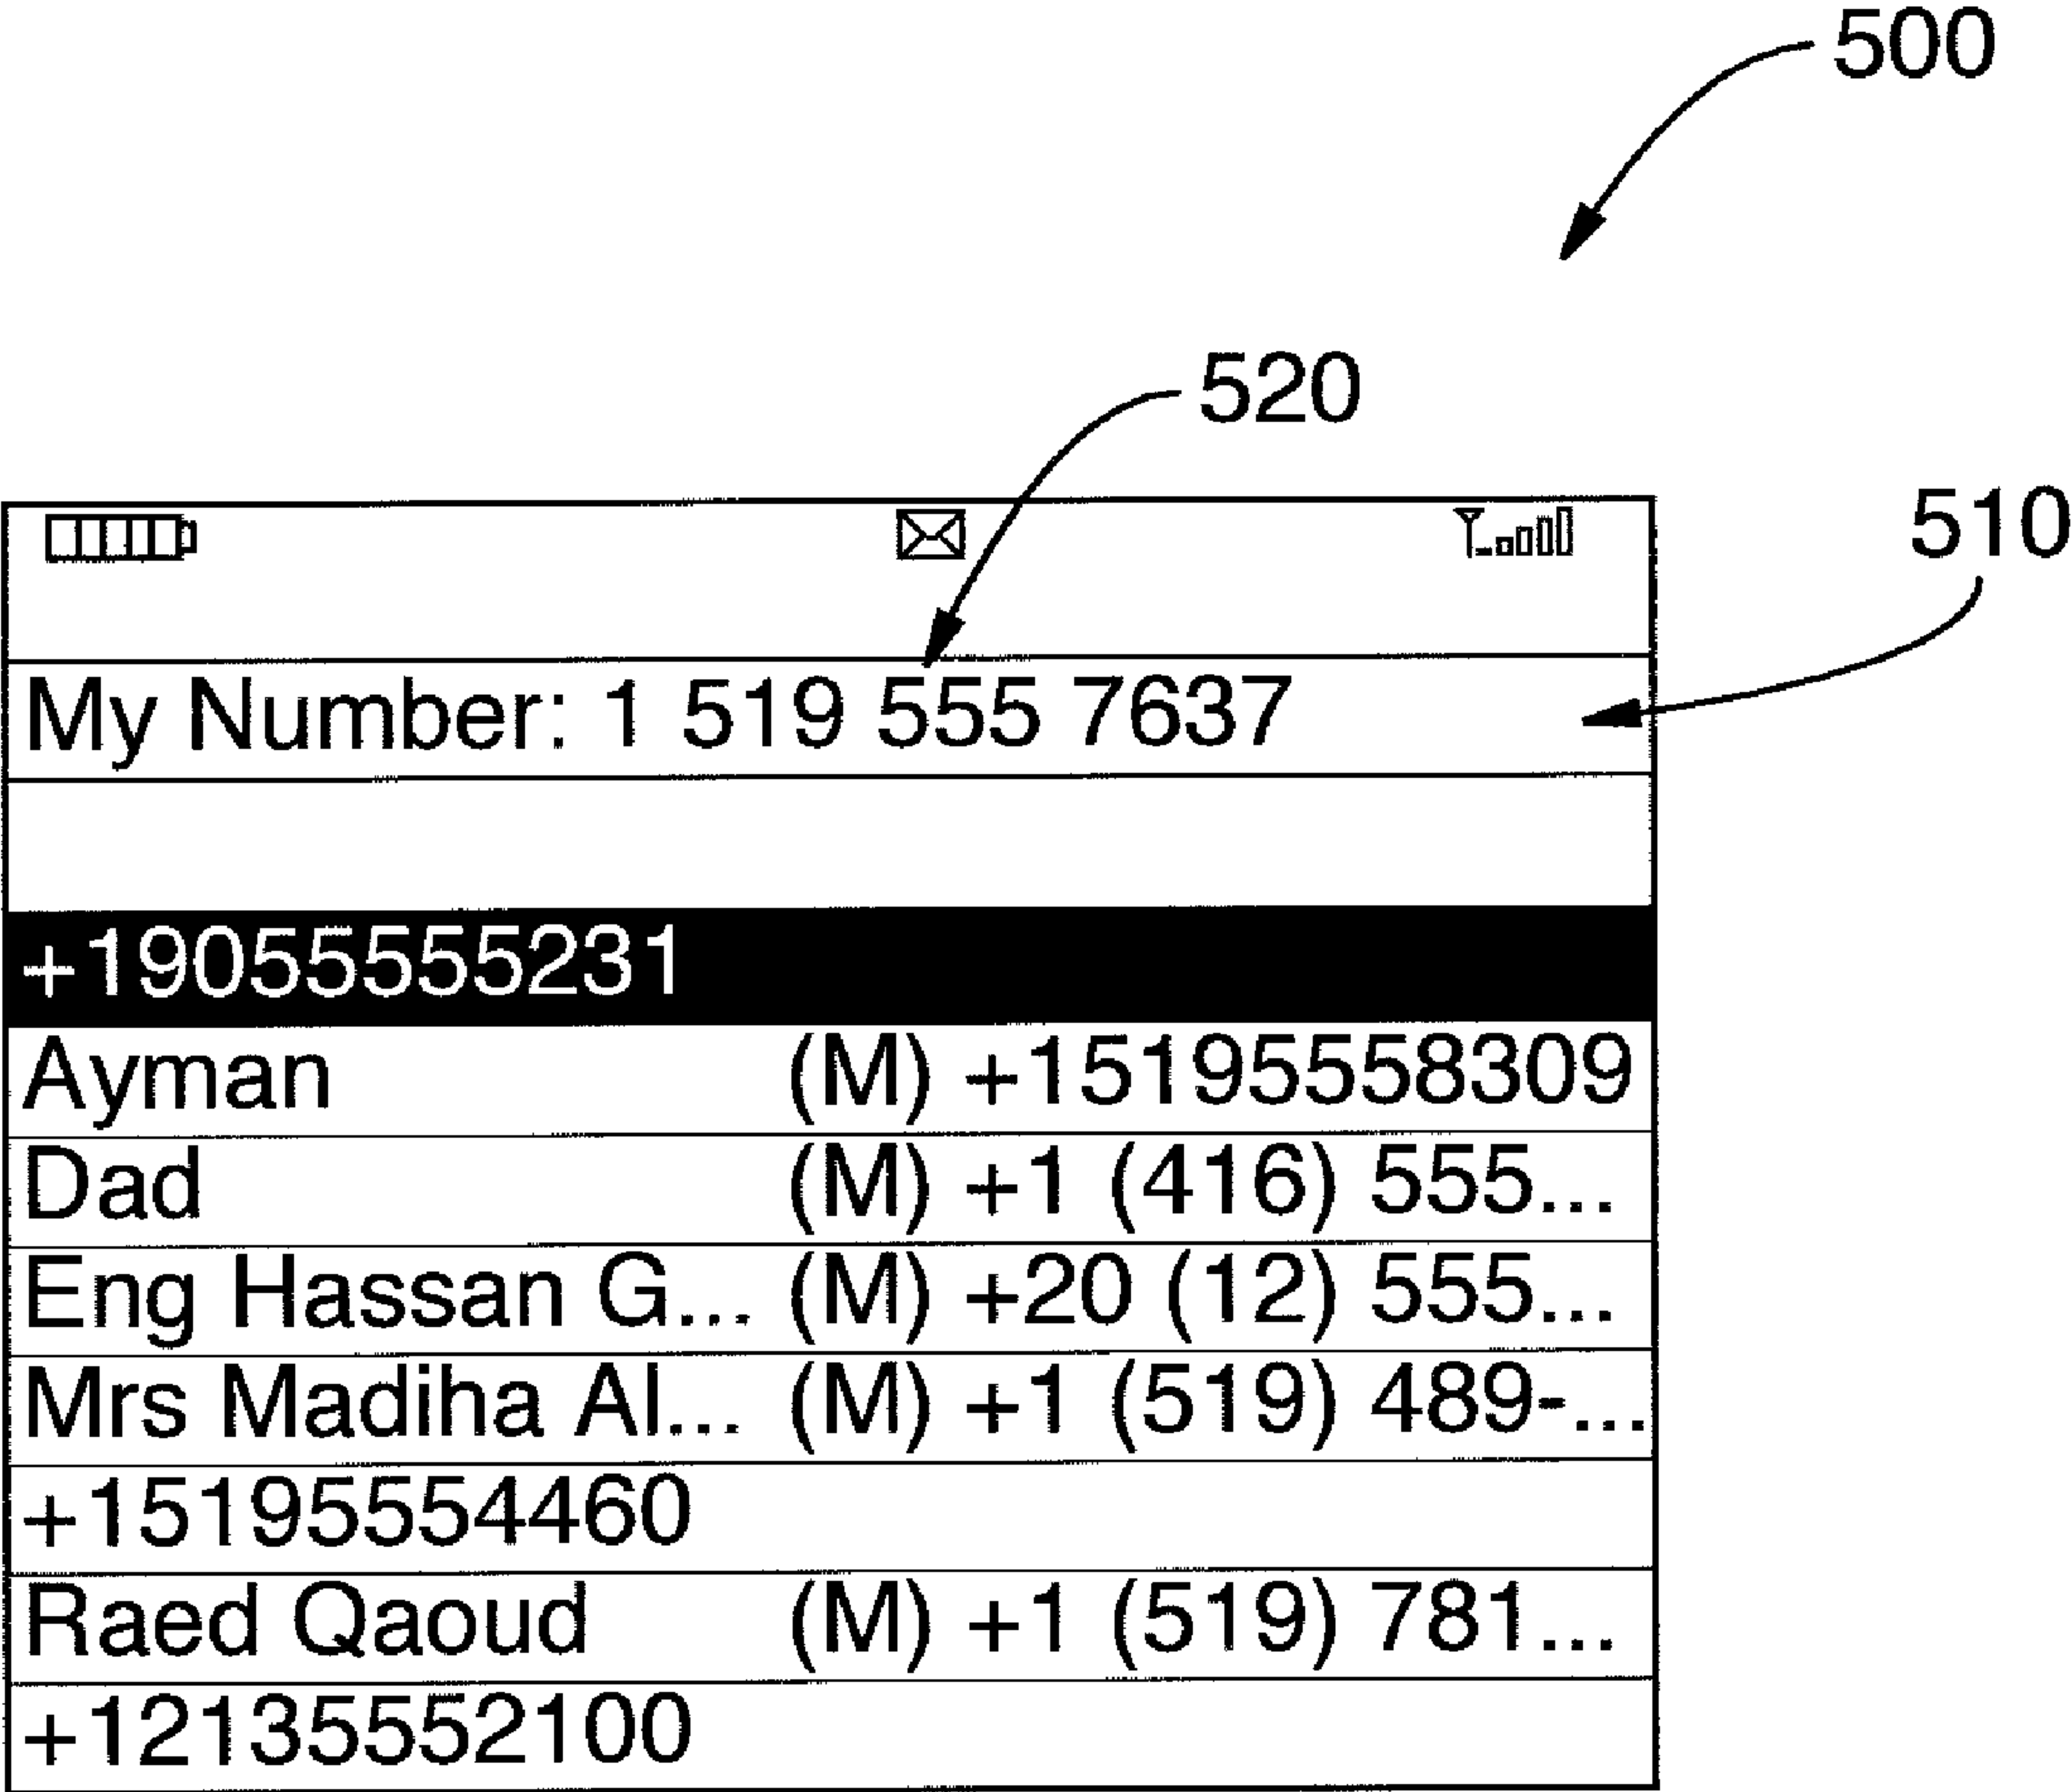 500
520
510
My Number: 1 519 555 7637
+19055555231
Ayman (M) +15195558309
Dad (M) +1 (416) 555...
Eng Hassan G... (M) +20 (12) 555...
Mrs Madiha Al... (M) +1 (519) 489-...
+15195554460
Raed Qaoud (M) +1 (519) 781...
+12135552100